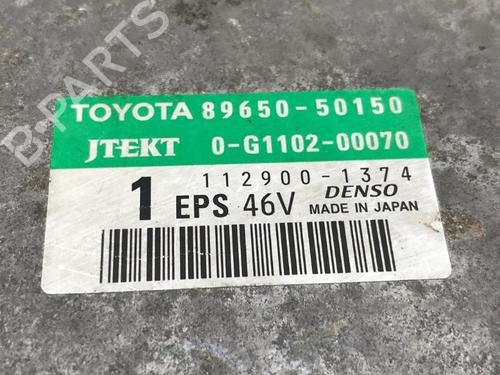 B-PARTS
TOYOTA 89650-50150
JTEKT 0-G1102-00070
112900-1374
1 EPS 46V DENSO
MADE IN JAPAN